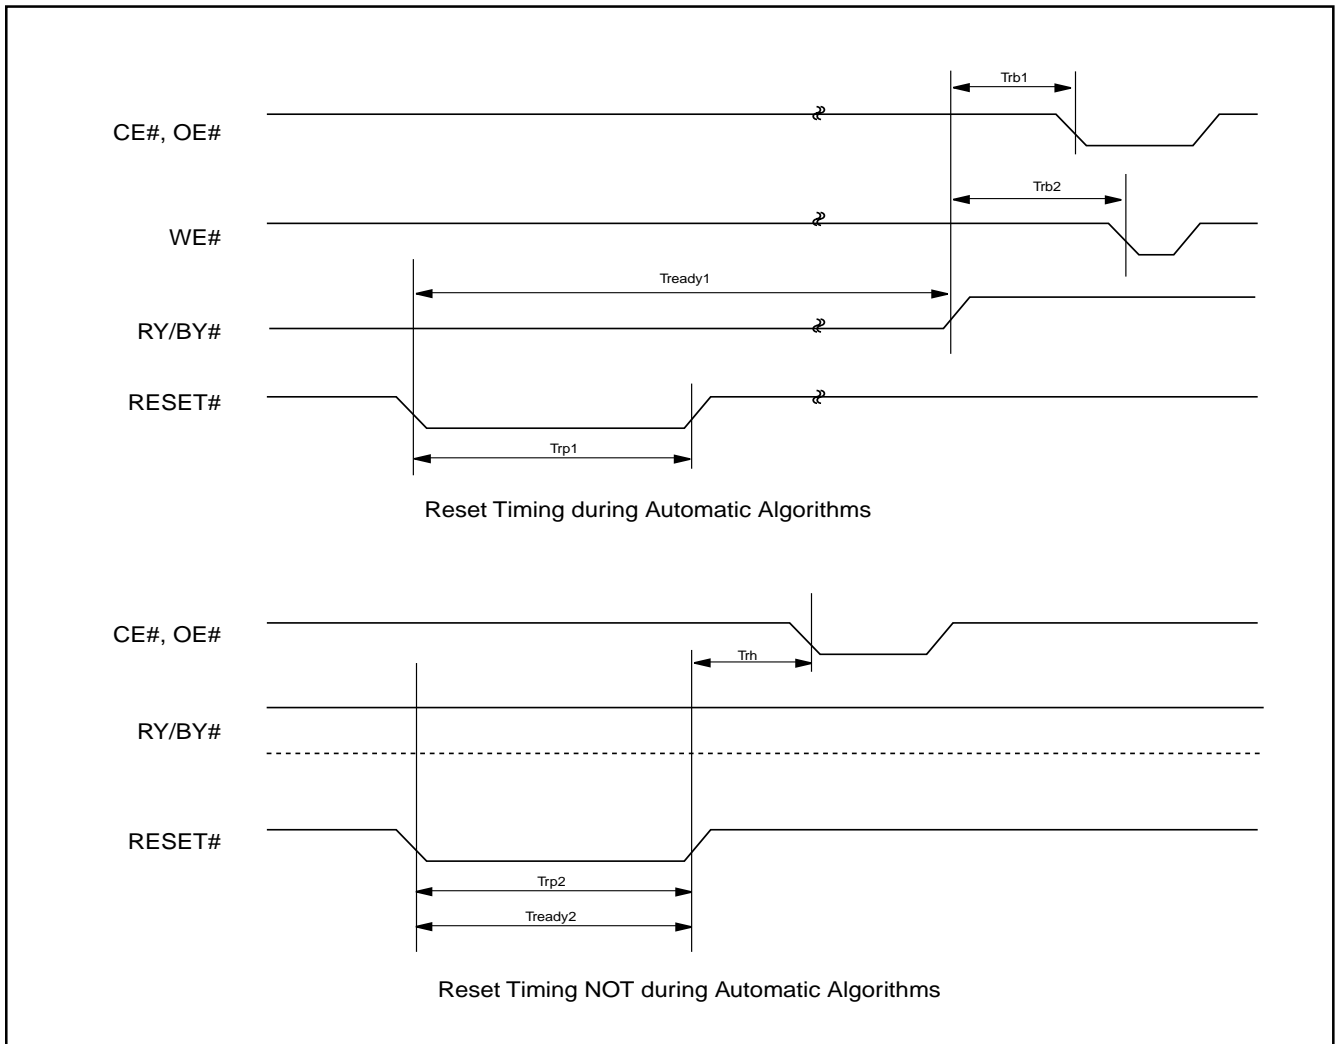 Trb1
CE#, OE#
Trb2
WE#
Tready1
RY/BY#
RESET#
Trp1
Reset Timing during Automatic Algorithms
CE#, OE#
Trh
RY/BY#
RESET#
Trp2
Tready2
Reset Timing NOT during Automatic Algorithms